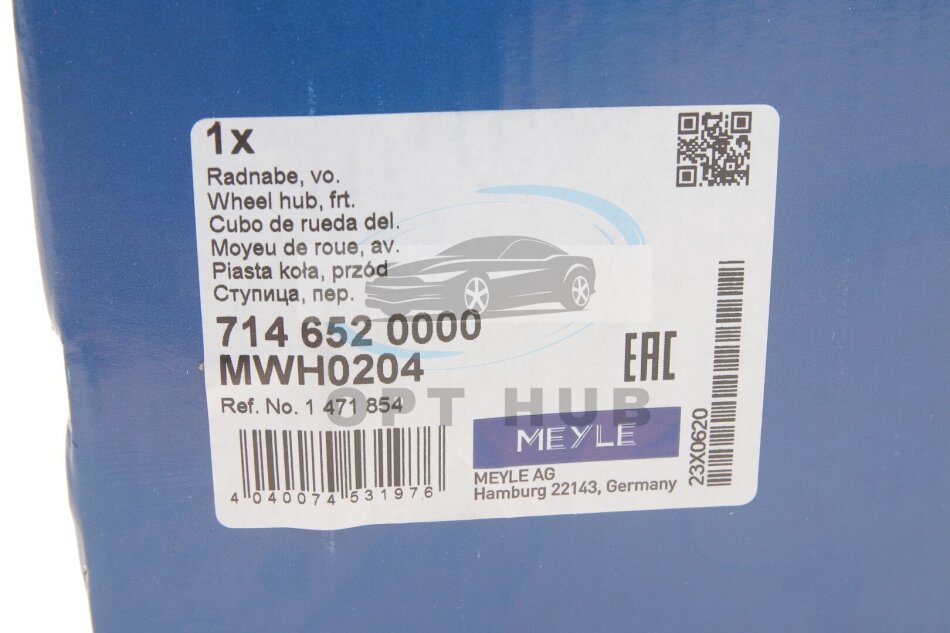 1x
Radnabe, vo.
Wheel hub, frt.
Cubo de rueda del.
Moyeu de roue, av.
Piasta koła, przód
Ступица, пер.
714 652 0000
MWH0204
EAC
Ref. No. 1 471 854
OPT HUB
MEYLE
MEYLE AG
Hamburg 22143, Germany
4 040074 531976
23X0620